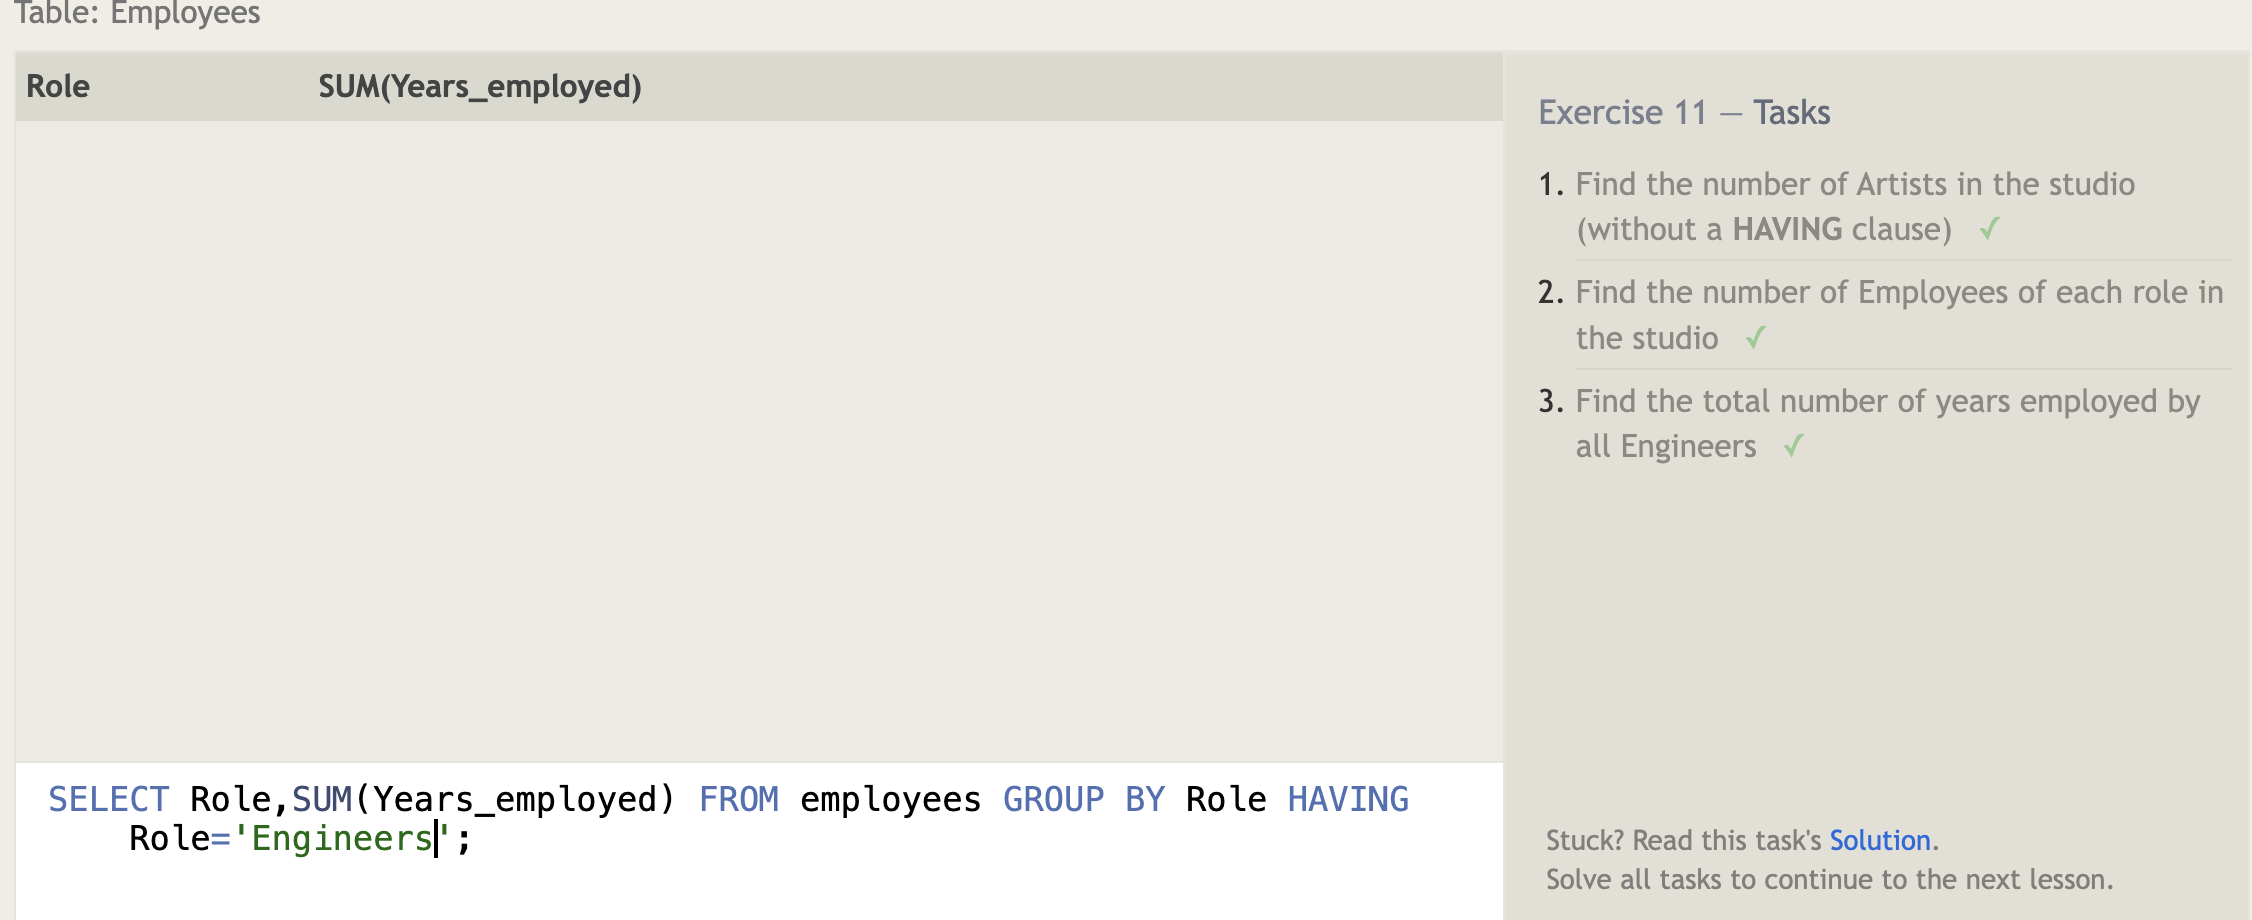 Table: Employees
Role SUM(Years_employed)
Exercise 11 — Tasks
1. Find the number of Artists in the studio
(without a HAVING clause) ✓
2. Find the number of Employees of each role in
the studio ✓
3. Find the total number of years employed by
all Engineers ✓
SELECT Role,SUM(Years_employed) FROM employees GROUP BY Role HAVING
Role='Engineers';
Stuck? Read this task's Solution.
Solve all tasks to continue to the next lesson.